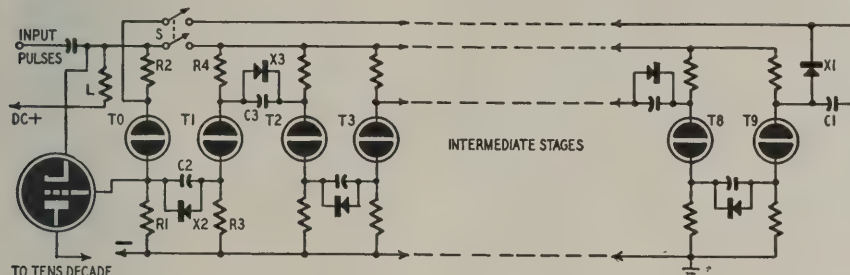 INPUT
PULSES
S
R2
R4
X3
X1
L
DC+
T0
T1
C3
T2
T3
INTERMEDIATE STAGES
T8
T9
C1
C2
X2
R1
R3
TO TENS DECADE